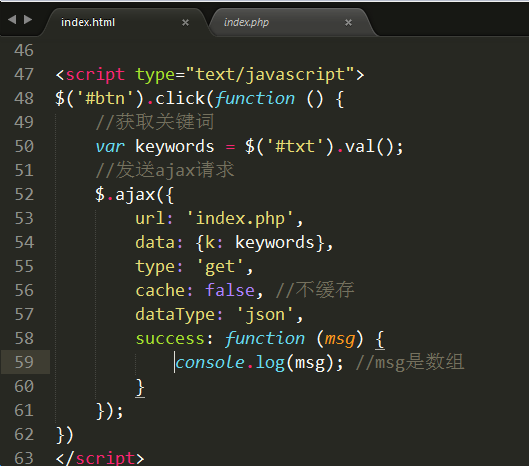 index.html × index.php ×
46
47 <script type="text/javascript">
48 $('#btn').click(function () {
49     //获取关键词
50     var keywords = $('#txt').val();
51     //发送ajax请求
52     $.ajax({
53         url: 'index.php',
54         data: {k: keywords},
55         type: 'get',
56         cache: false, //不缓存
57         dataType: 'json',
58         success: function (msg) {
59             console.log(msg); //msg是数组
60         }
61     });
62 })
63 </script>